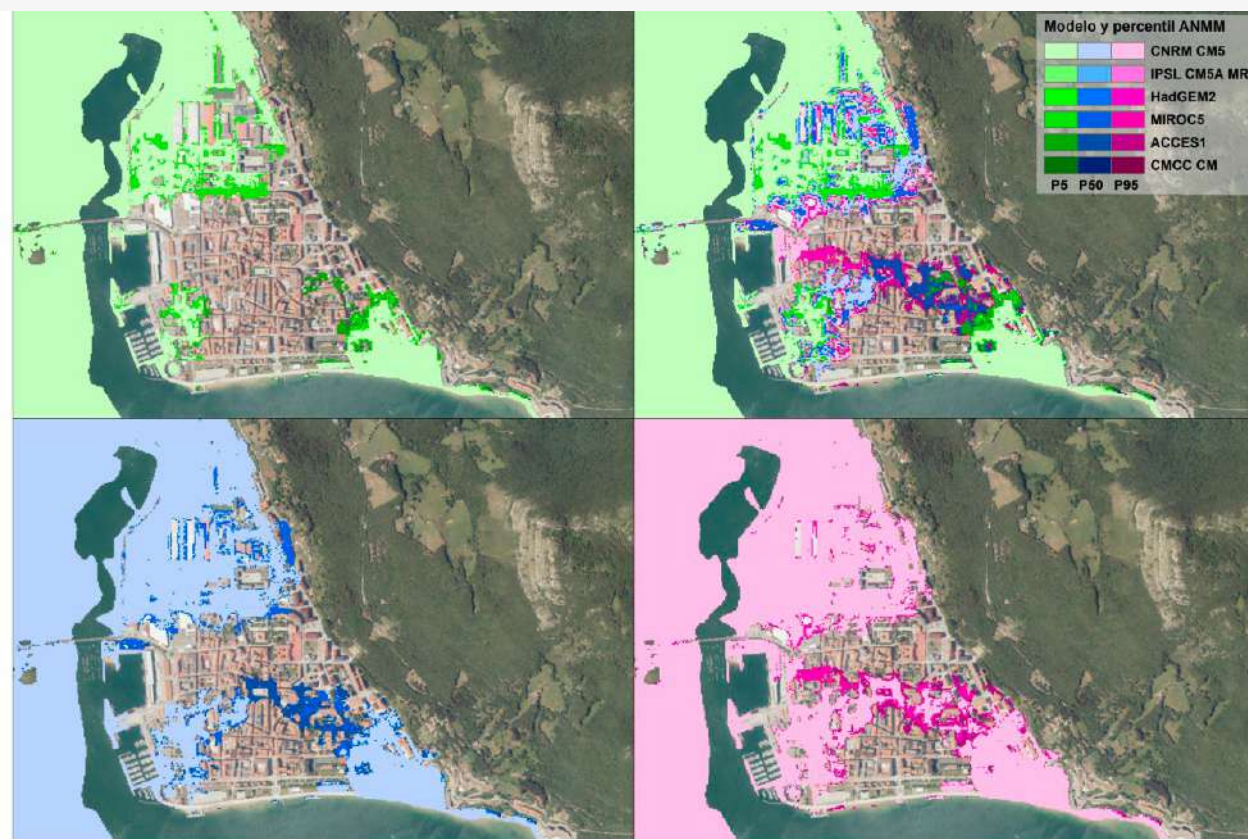 Modelo y percentil ANMM
CNRM CM5
IPSL CM5A MR
HadGEM2
MIROC5
ACCES1
CMCC CM
P5 P50 P95